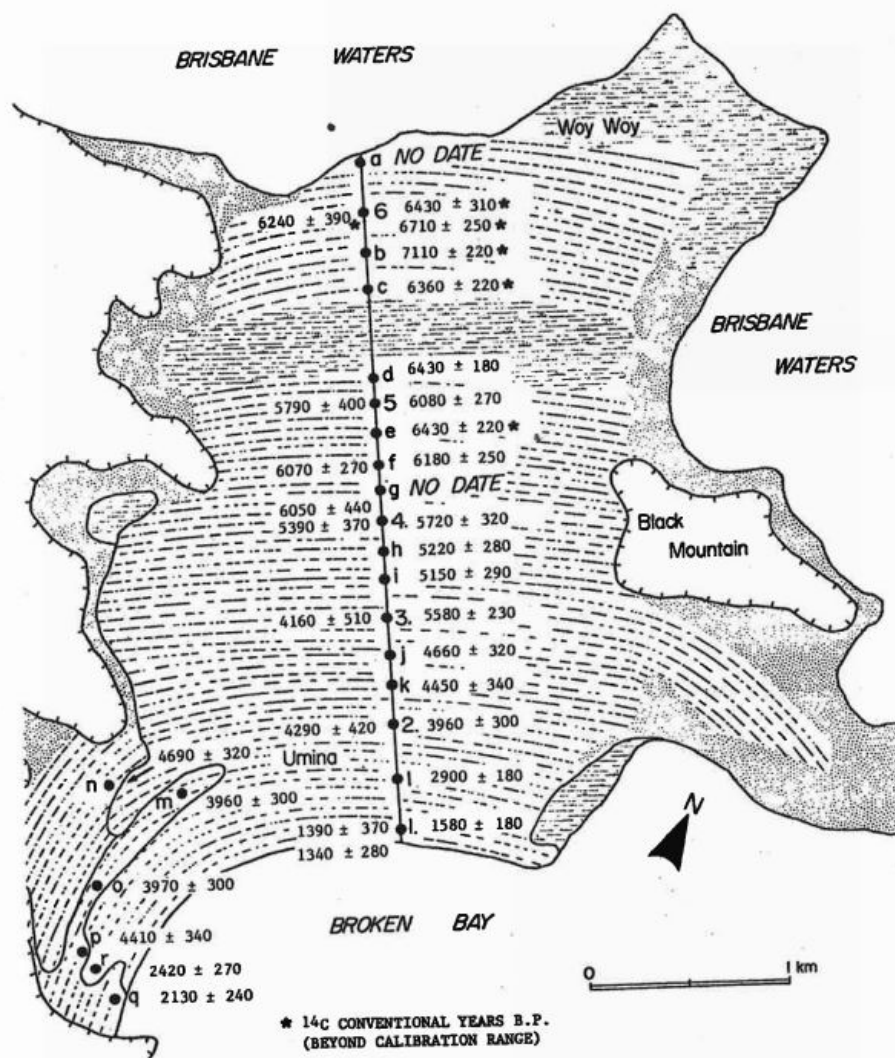 BRISBANE WATERS
Woy Woy
a NO DATE
6 6430 ± 310*
6240 ± 390* 6710 ± 250*
b 7110 ± 220*
c 6360 ± 220*
BRISBANE
WATERS
d 6430 ± 180
5790 ± 400 5 6080 ± 270
e 6430 ± 220*
6070 ± 270 f 6180 ± 250
g NO DATE
6050 ± 440
5390 ± 370 4. 5720 ± 320
Black
Mountain
h 5220 ± 280
i 5150 ± 290
4160 ± 510 3. 5580 ± 230
j 4660 ± 320
k 4450 ± 340
4290 ± 420 2. 3960 ± 300
4690 ± 320 Umina
n
l 2900 ± 180
m 3960 ± 300
N
1390 ± 370 1. 1580 ± 180
1340 ± 280
o 3970 ± 300
BROKEN BAY
p 4410 ± 340
r 2420 ± 270
q 2130 ± 240
0 1 km
* 14C CONVENTIONAL YEARS B.P.
(BEYOND CALIBRATION RANGE)